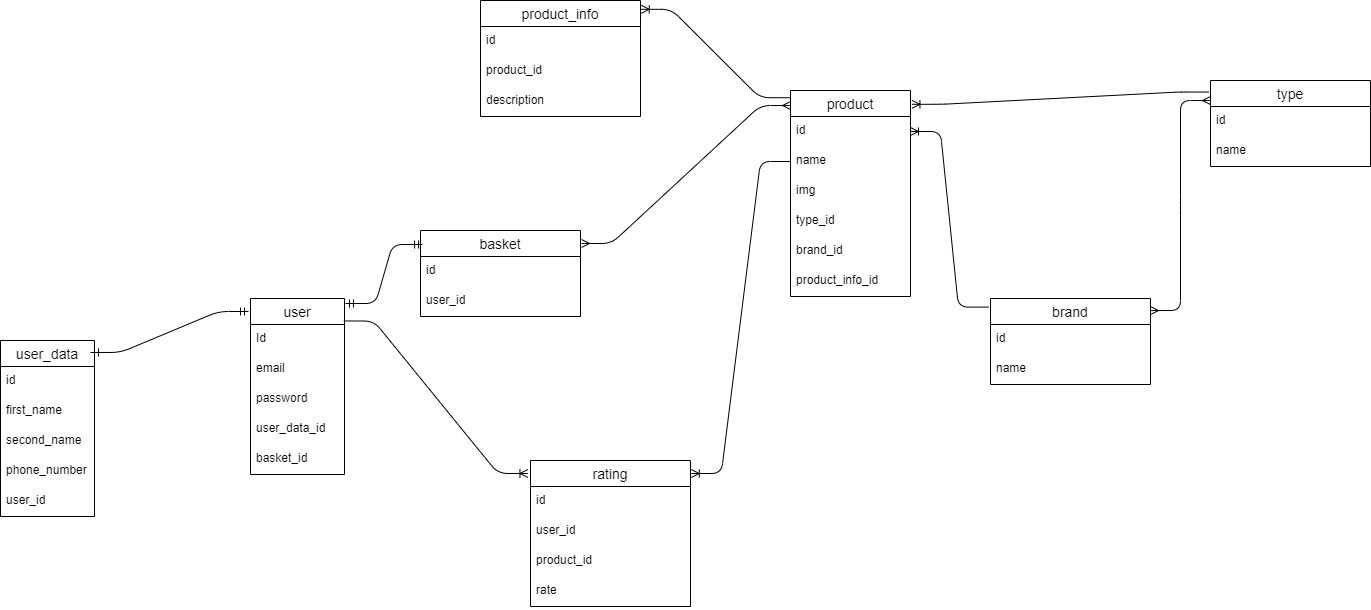 product_info
id
product_id
description
product
id
name
img
type_id
brand_id
product_info_id
type
id
name
basket
id
user_id
user
Id
email
password
user_data_id
basket_id
brand
id
name
user_data
id
first_name
second_name
phone_number
user_id
rating
id
user_id
product_id
rate